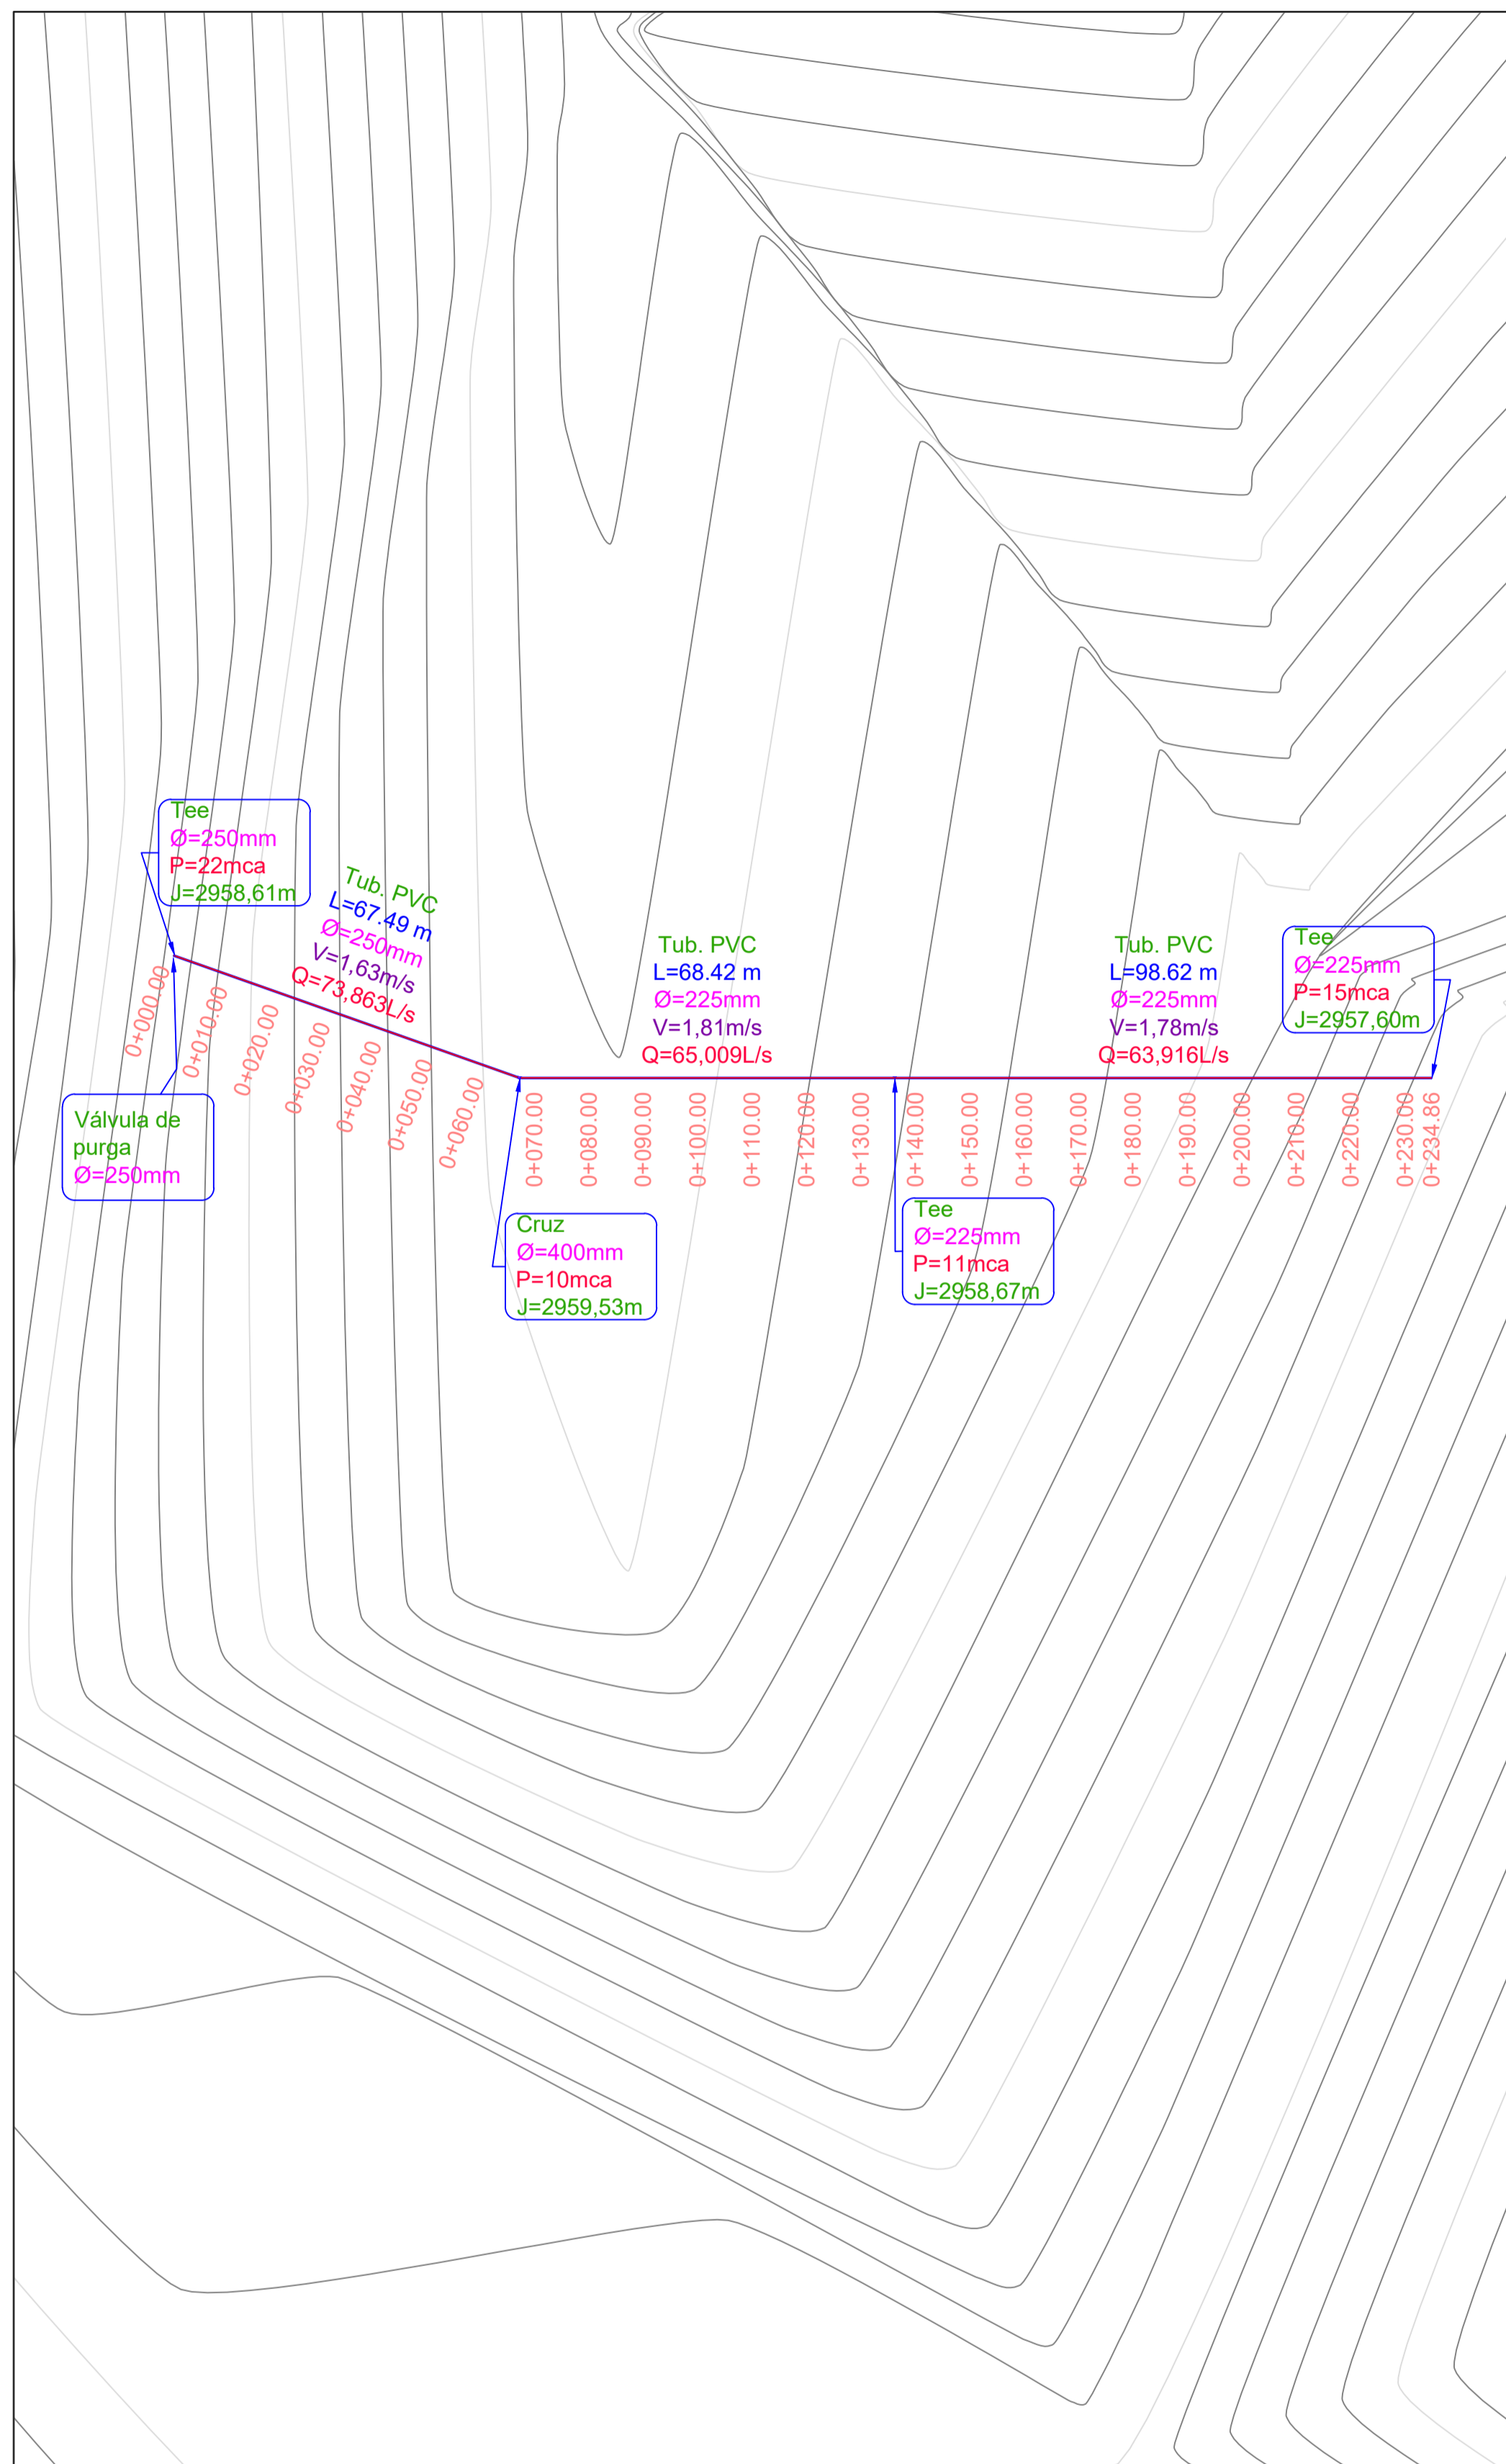 Tee
Ø=250mm
P=22mca
J=2958,61m
Tub. PVC
L=67.49 m
Ø=250mm
V=1,63m/s
Q=73,863L/s
Tub. PVC
L=68.42 m
Ø=225mm
V=1,81m/s
Q=65,009L/s
Tub. PVC
L=98.62 m
Ø=225mm
V=1,78m/s
Q=63,916L/s
Tee
Ø=225mm
P=15mca
J=2957,60m
0+000.00
0+010.00
0+020.00
0+030.00
0+040.00
0+050.00
0+060.00
0+070.00
0+080.00
0+090.00
0+100.00
0+110.00
0+120.00
0+130.00
0+140.00
0+150.00
0+160.00
0+170.00
0+180.00
0+190.00
0+200.00
0+210.00
0+220.00
0+230.00
0+234.86
Válvula de
purga
Ø=250mm
Cruz
Ø=400mm
P=10mca
J=2959,53m
Tee
Ø=225mm
P=11mca
J=2958,67m